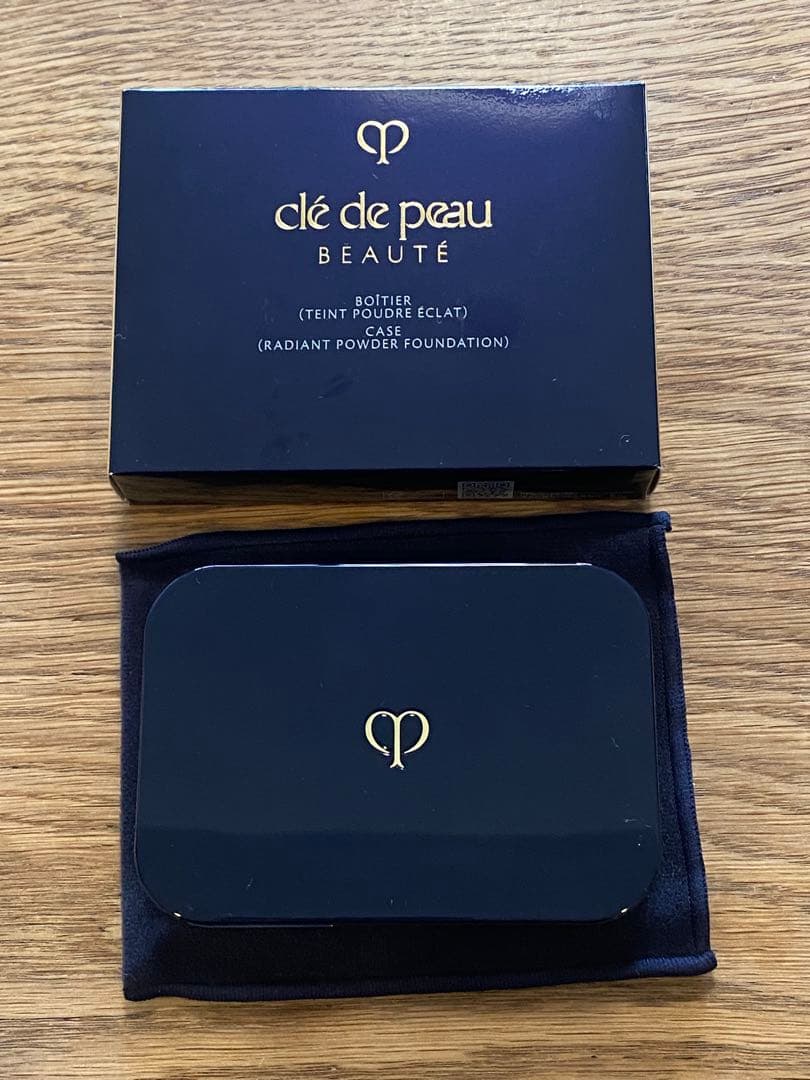 clé de peau
BEAUTÉ
BOÎTIER
(TEINT POUDRE ÉCLAT)
CASE
(RADIANT POWDER FOUNDATION)